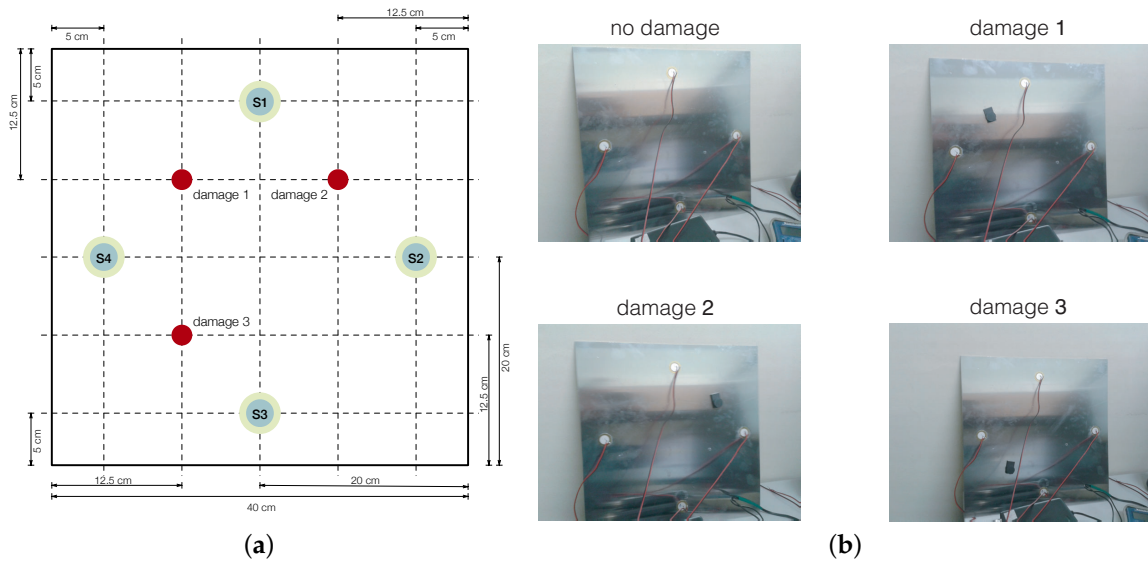 12.5 cm
5 cm
5 cm
5 cm
12.5 cm
S1
damage 1
damage 2
S4
S2
damage 3
S3
20 cm
12.5 cm
5 cm
12.5 cm
20 cm
40 cm
(a)
no damage
damage 1
damage 2
damage 3
(b)